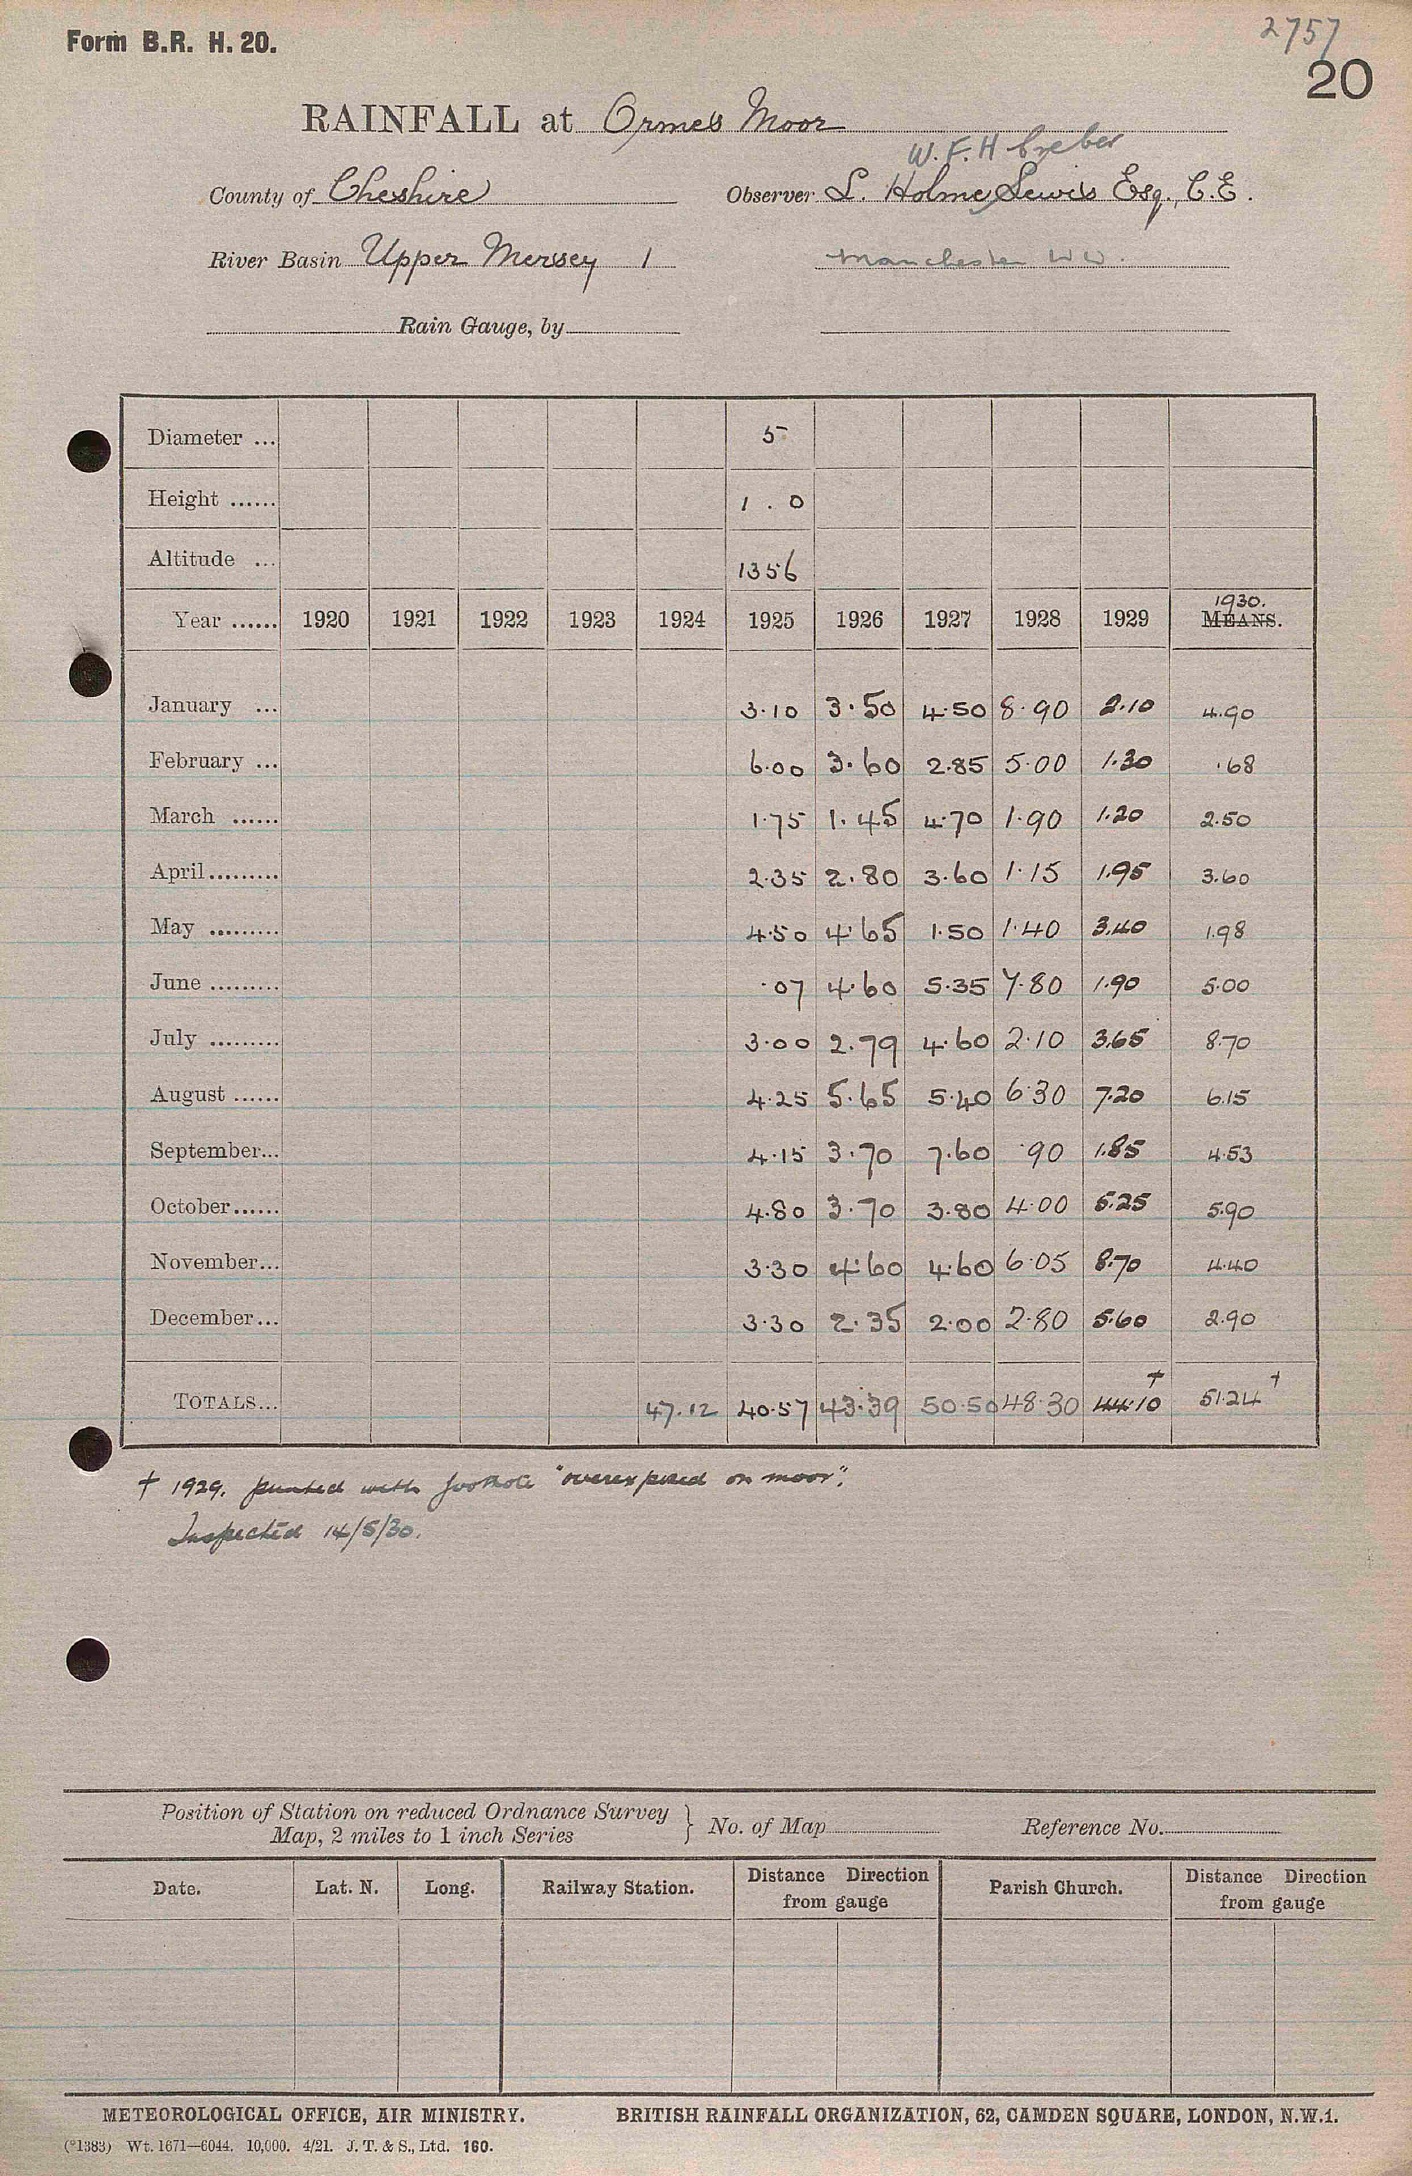 Form B.R. H. 20.
2757
20
RAINFALL at Ormes Moor
W. F. H Creber
County of Cheshire Observer L. Holme Lewis Esq., C.E.
River Basin Upper Mersey 1 Manchester W W.
Rain Gauge, by
Diameter ... 5
Height ...... 1 . 0
Altitude ... 1356
1930.
Year ...... 1920 1921 1922 1923 1924 1925 1926 1927 1928 1929 MEANS.
January ... 3·10 3·50 4·50 8·90 2·10 4·90
February ... 6·00 3·60 2·85 5·00 1·30 ·68
March ...... 1·75 1·45 4·70 1·90 1·20 2·50
April......... 2·35 2·80 3·60 1·15 1·95 3·60
May ......... 4·50 4·65 1·50 1·40 3·40 1·98
June ......... ·07 4·60 5·35 7·80 1·90 5·00
July ......... 3·00 2·79 4·60 2·10 3·65 8·70
August ...... 4·25 5·65 5·40 6·30 7·20 6·15
September... 4·15 3·70 7·60 ·90 1·85 4·53
October...... 4·80 3·70 3·80 4·00 5·25 5·90
November... 3·30 4·60 4·60 6·05 8·70 4·40
December... 3·30 2·35 2·00 2·80 5·60 2·90
TOTALS... 47·12 40·57 43·39 50·50 48·30 44·10 † 51·24 †
† 1929. printed with footnote "overexposed on moor".
Inspected 14/5/30.
Position of Station on reduced Ordnance Survey
Map, 2 miles to 1 inch Series } No. of Map Reference No.
Date. Lat. N. Long. Railway Station. Distance Direction from gauge Parish Church. Distance Direction from gauge
METEOROLOGICAL OFFICE, AIR MINISTRY. BRITISH RAINFALL ORGANIZATION, 62, CAMDEN SQUARE, LONDON, N.W.1.
(*1383) Wt. 1671—6044. 10,000. 4/21. J. T. & S., Ltd. 160.